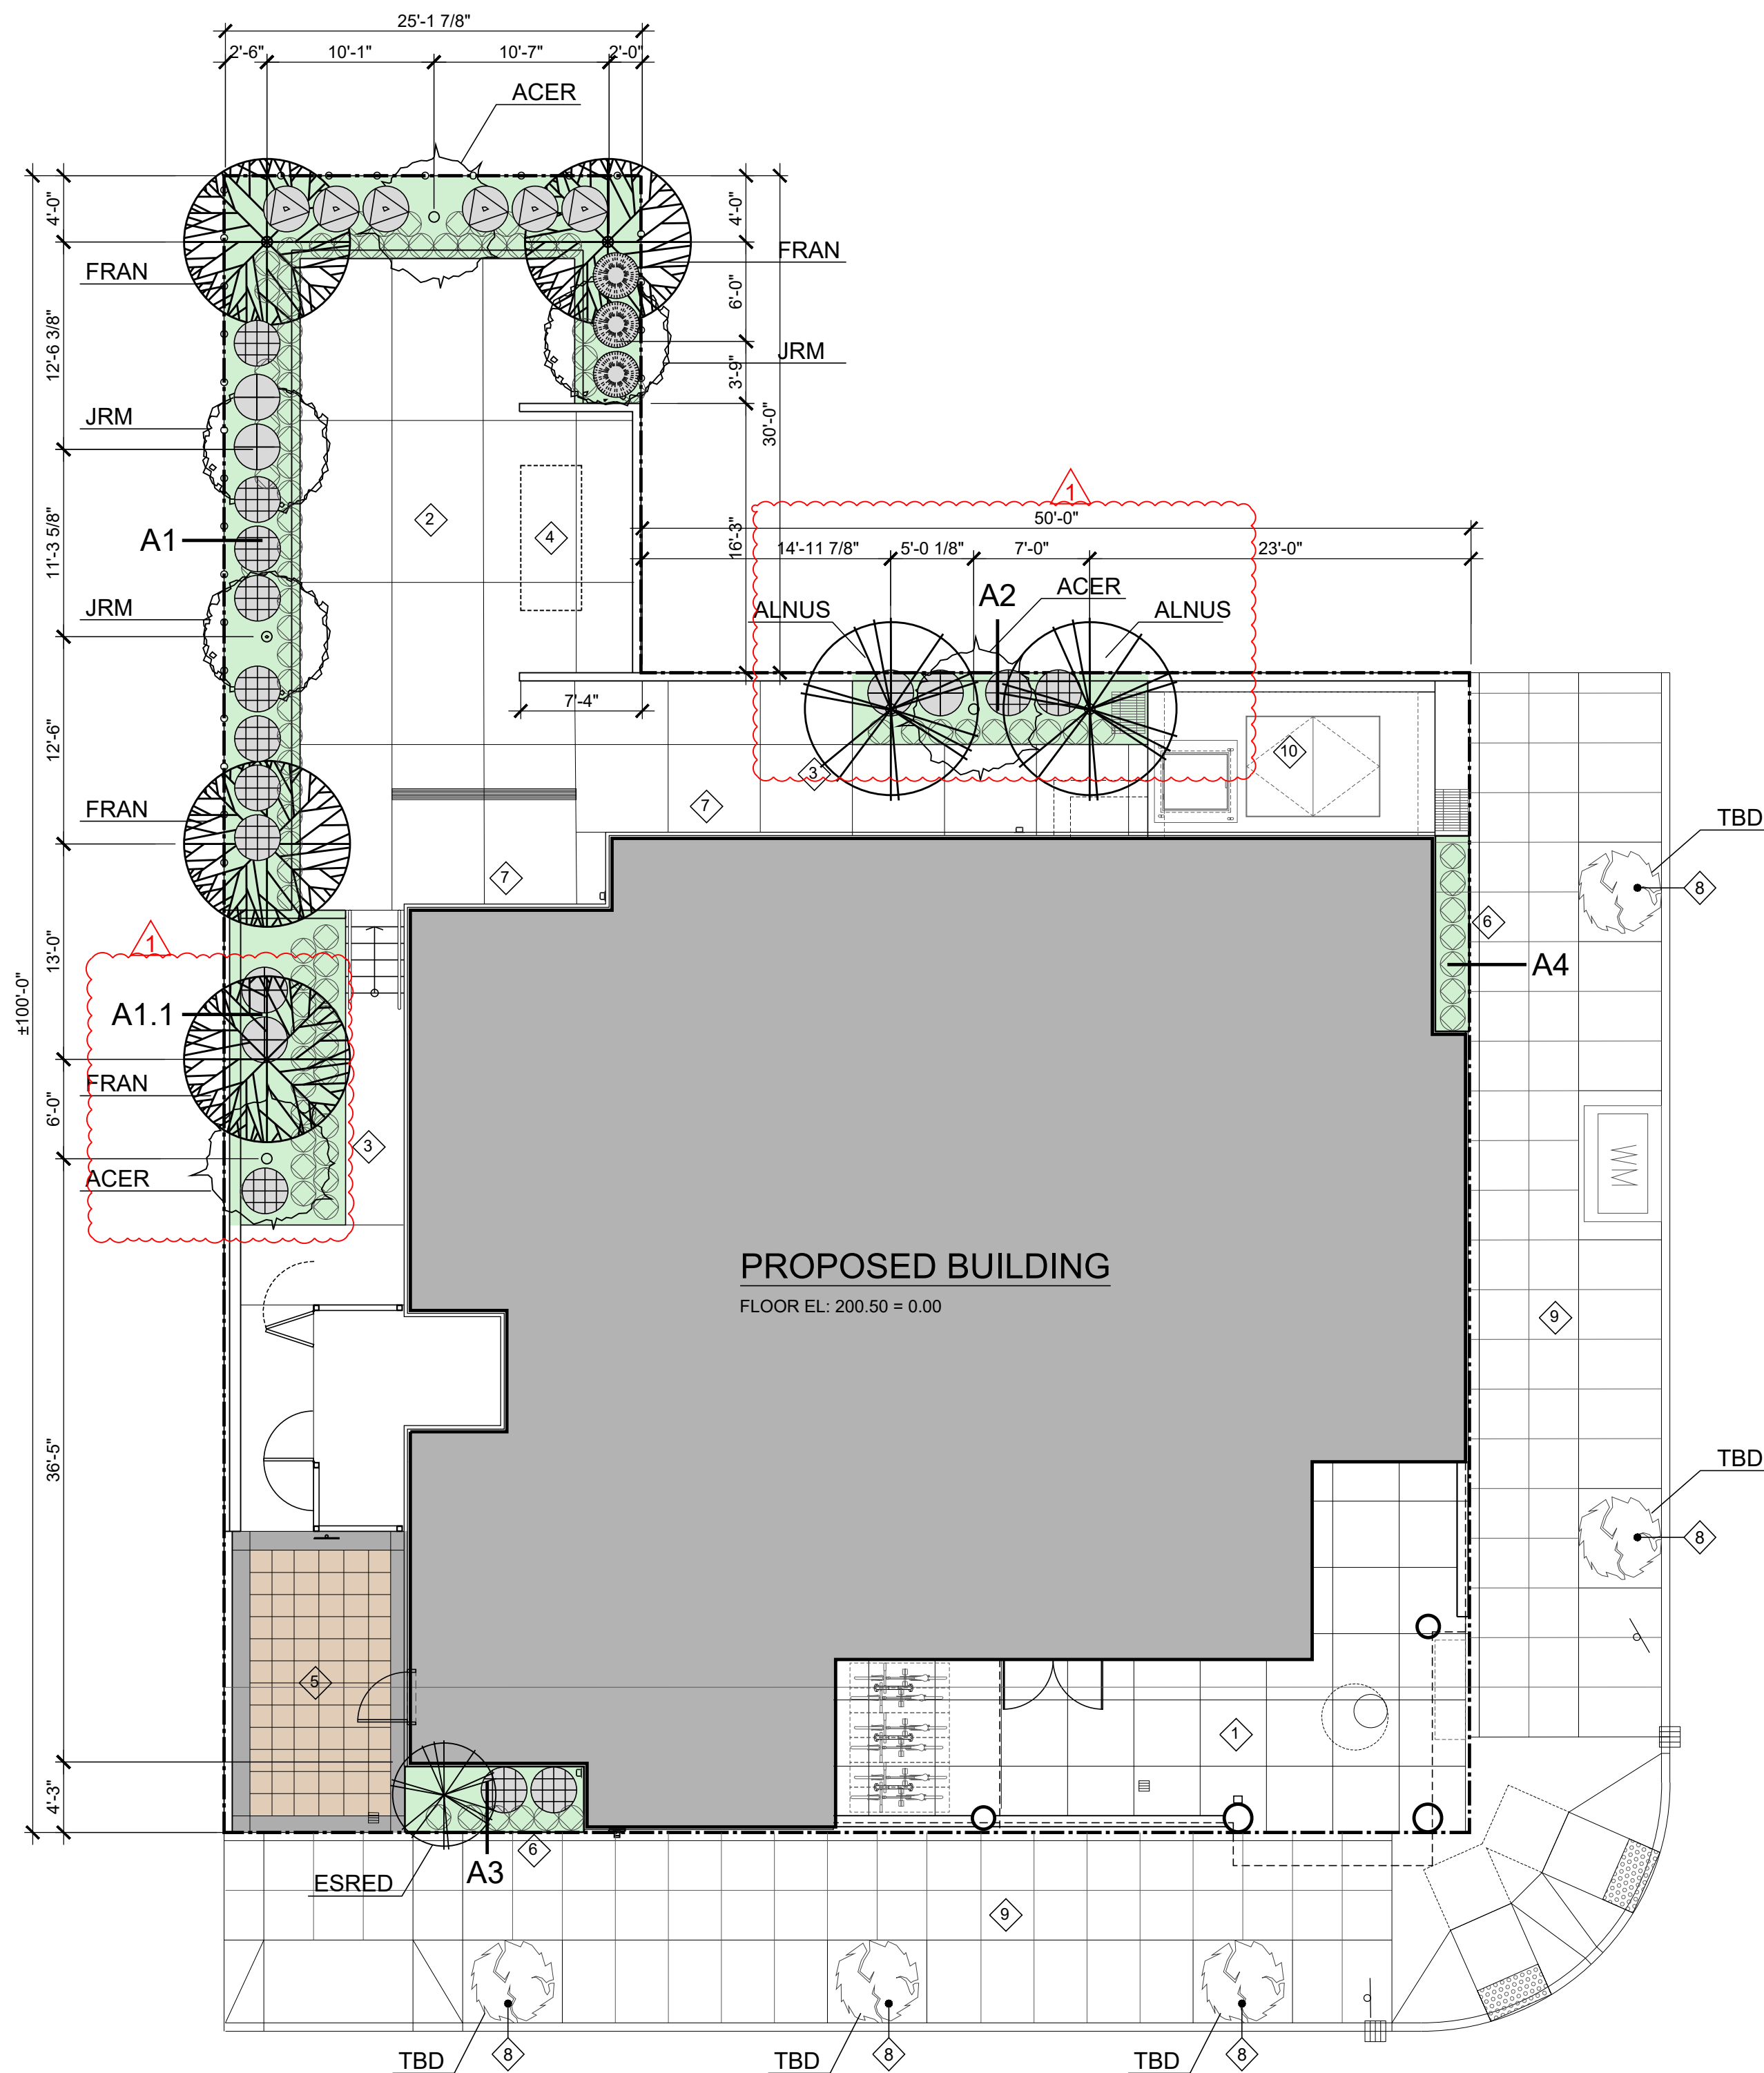 25'-1 7/8"
2'-6" 10'-1" 10'-7" 2'-0"
ACER
4'-0"
4'-0"
FRAN
FRAN
6'-0"
12'-6 3/8"
JRM
3'-9"
JRM
30'-0"
1
2
50'-0"
A1
4
16'-3"
14'-11 7/8" 5'-0 1/8" 7'-0" 23'-0"
11'-3 5/8"
ACER
A2
JRM
ALNUS
ALNUS
7'-4"
12'-6"
10
3
FRAN
7
TBD
7
8
6
13'-0"
1
A4
±100'-0"
A1.1
FRAN
6'-0"
3
ACER
WM
PROPOSED BUILDING
FLOOR EL: 200.50 = 0.00
9
36'-5"
TBD
8
5
1
4'-3"
6
A3
ESRED
9
TBD
8
TBD
8
TBD
8